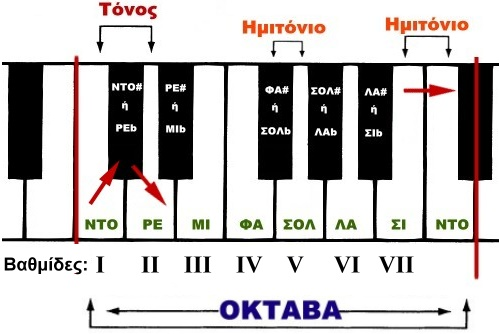 Τόνος
Ημιτόνιο
Ημιτόνιο
ΝΤΟ#
ή
ΡΕb
ΡΕ#
ή
ΜΙb
ΦΑ#
ή
ΣΟΛb
ΣΟΛ#
ή
ΛΑb
ΛΑ#
ή
ΣΙb
ΝΤΟ ΡΕ ΜΙ ΦΑ ΣΟΛ ΛΑ ΣΙ ΝΤΟ
Βαθμίδες: I II III IV V VI VII
ΟΚΤΑΒΑ